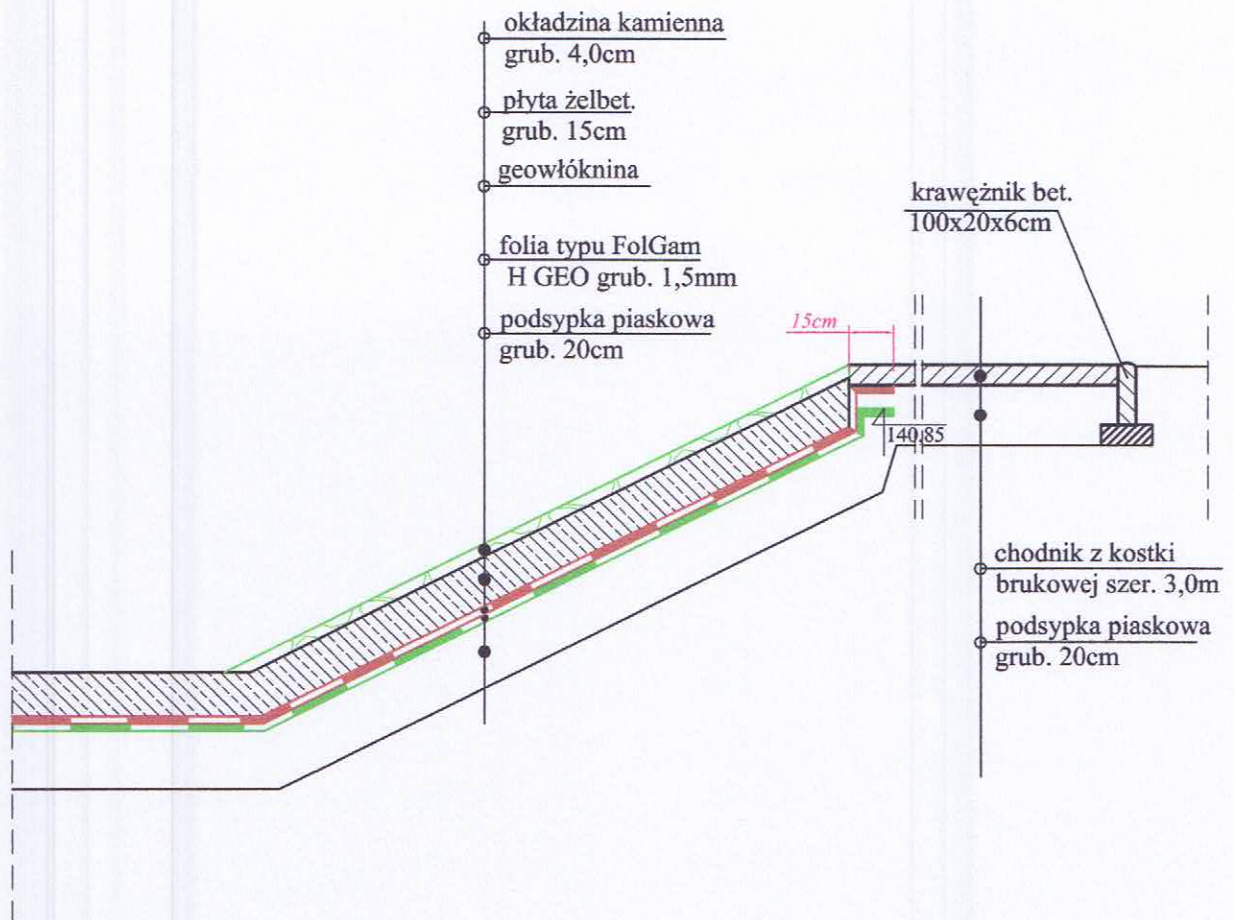 okładzina kamienna
grub. 4,0cm
płyta żelbet.
grub. 15cm
geowłóknina
folia typu FolGam
H GEO grub. 1,5mm
podsypka piaskowa
grub. 20cm
krawężnik bet.
100x20x6cm
15cm
140,85
chodnik z kostki
brukowej szer. 3,0m
podsypka piaskowa
grub. 20cm